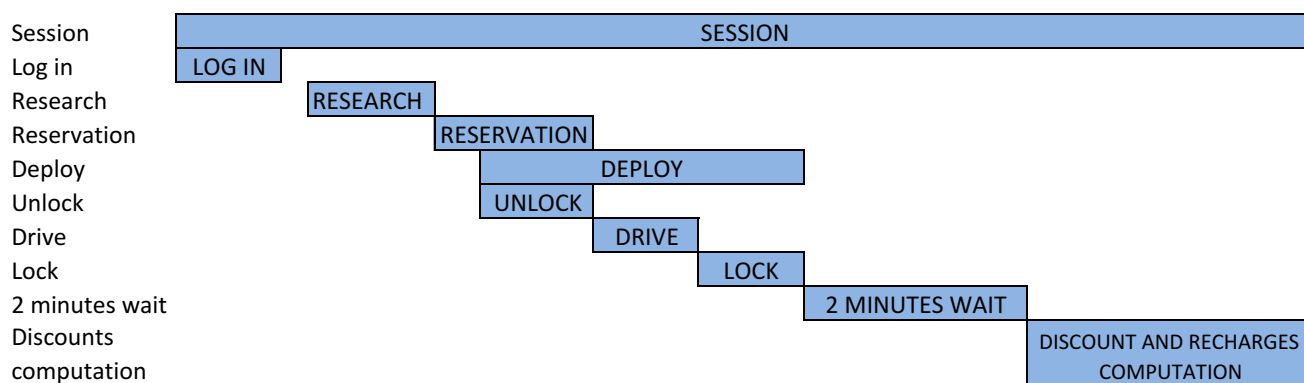 Session SESSION
Log in LOG IN
Research RESEARCH
Reservation RESERVATION
Deploy DEPLOY
Unlock UNLOCK
Drive DRIVE
Lock LOCK
2 minutes wait 2 MINUTES WAIT
Discounts DISCOUNT AND RECHARGES
computation COMPUTATION